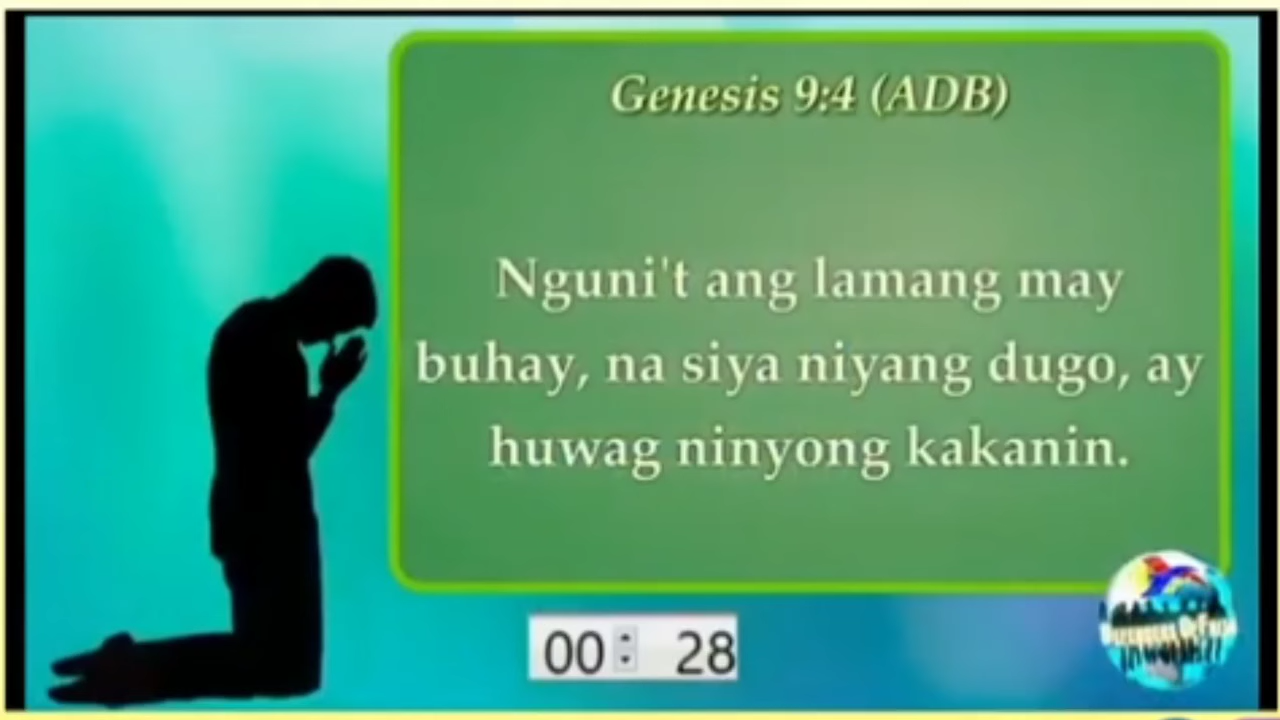 Genesis 9:4 (ADB)
Nguni't ang lamang may
buhay, na siya niyang dugo, ay
huwag ninyong kakanin.
00 : 28